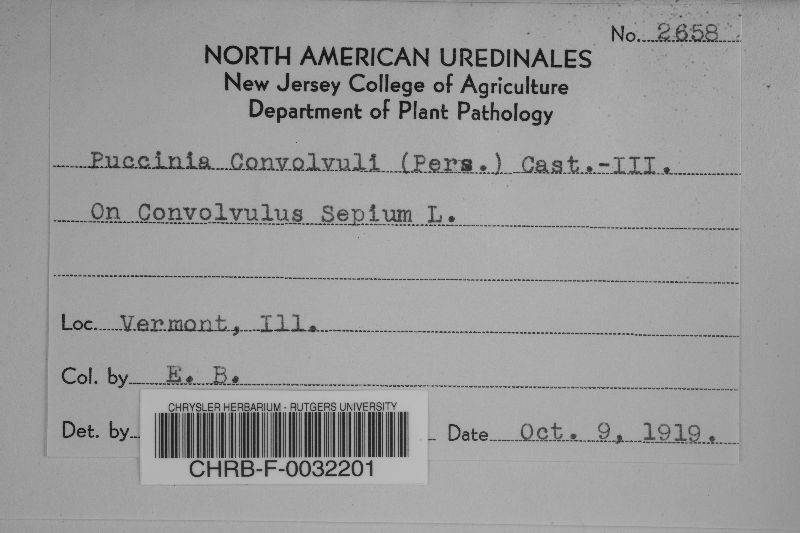 No. 2658
NORTH AMERICAN UREDINALES
New Jersey College of Agriculture
Department of Plant Pathology
Puccinia Convolvuli (Pers.) Cast.-III.
On Convolvulus Sepium L.
Loc. Vermont, Ill.
Col. by E. B.
Det. by
Date Oct. 9, 1919.
CHRYSLER HERBARIUM - RUTGERS UNIVERSITY
CHRB-F-0032201